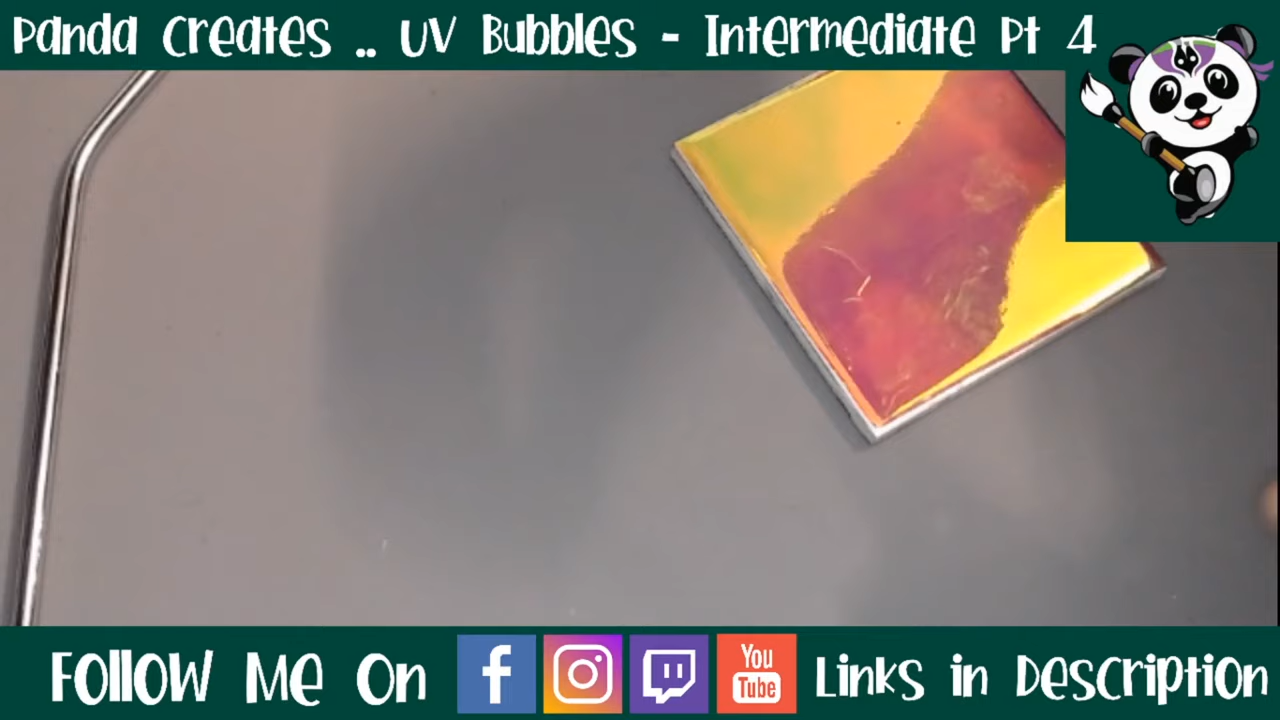 Panda Creates .. UV Bubbles - Intermediate Pt 4
Follow Me On f You Tube Links in Description